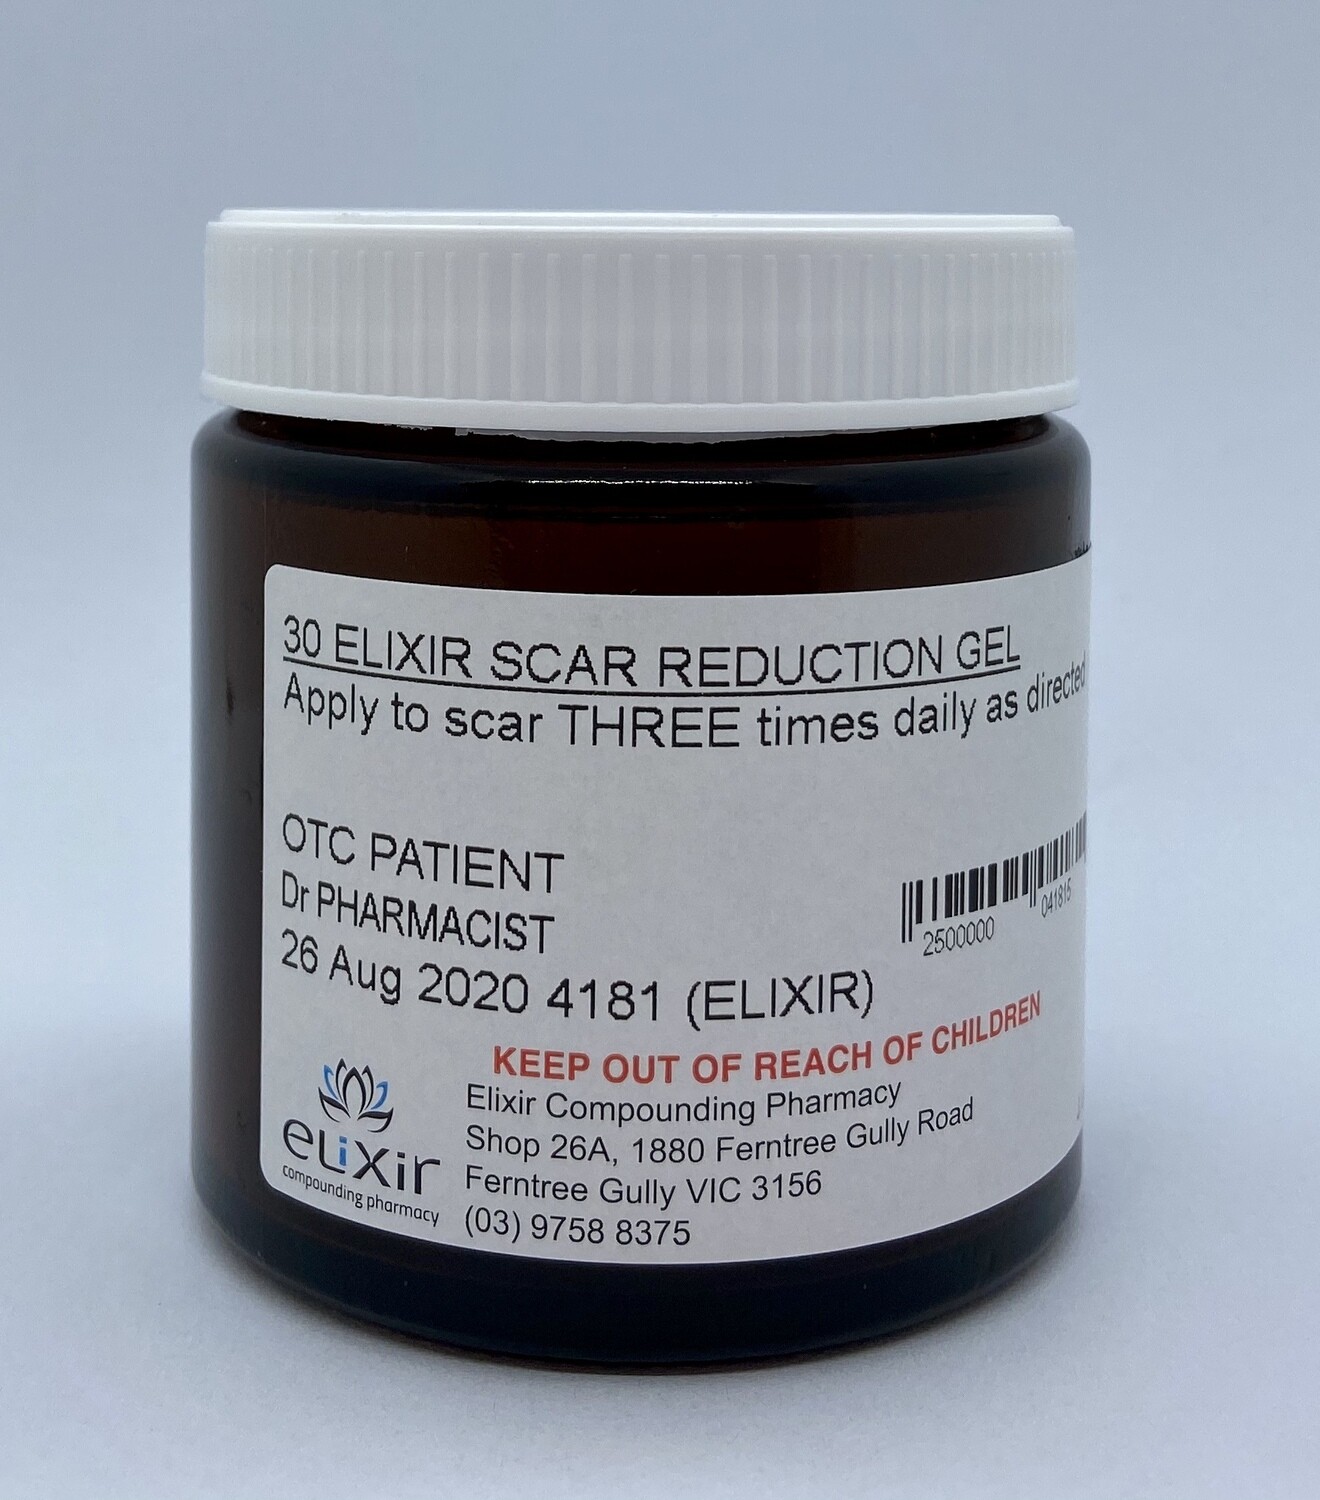 30 ELIXIR SCAR REDUCTION GEL
Apply to scar THREE times daily as directed
OTC PATIENT
Dr PHARMACIST
26 Aug 2020 4181 (ELIXIR)
2500000 041815
KEEP OUT OF REACH OF CHILDREN
elixir
compounding pharmacy
Elixir Compounding Pharmacy
Shop 26A, 1880 Ferntree Gully Road
Ferntree Gully VIC 3156
(03) 9758 8375